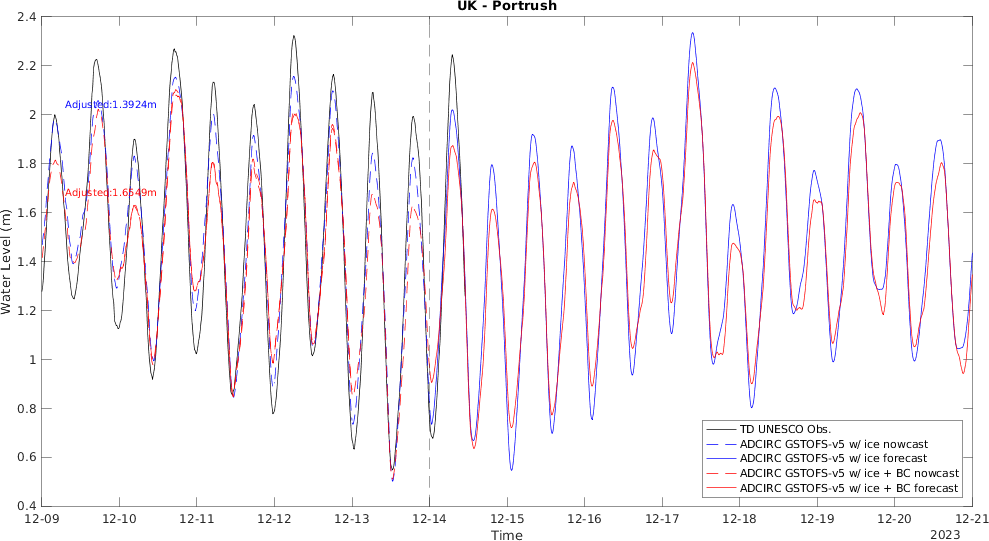 UK - Portrush
2.4
2.2
2
1.8
1.6
1.4
1.2
1
0.8
0.6
0.4
Water Level (m)
Adjusted:1.3924m
Adjusted:1.6549m
TD UNESCO Obs.
ADCIRC GSTOFS-v5 w/ ice nowcast
ADCIRC GSTOFS-v5 w/ ice forecast
ADCIRC GSTOFS-v5 w/ ice + BC nowcast
ADCIRC GSTOFS-v5 w/ ice + BC forecast
12-09 12-10 12-11 12-12 12-13 12-14 12-15 12-16 12-17 12-18 12-19 12-20 12-21
Time
2023